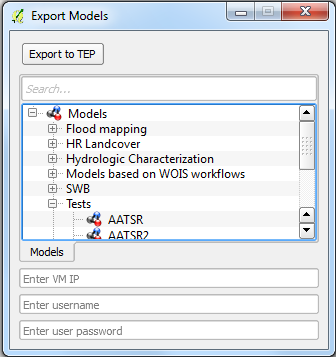 Export Models
Export to TEP
Search...
Models
Flood mapping
HR Landcover
Hydrologic Characterization
Models based on WOIS workflows
SWB
Tests
AATSR
AATSR2
Models
Enter VM IP
Enter username
Enter user password